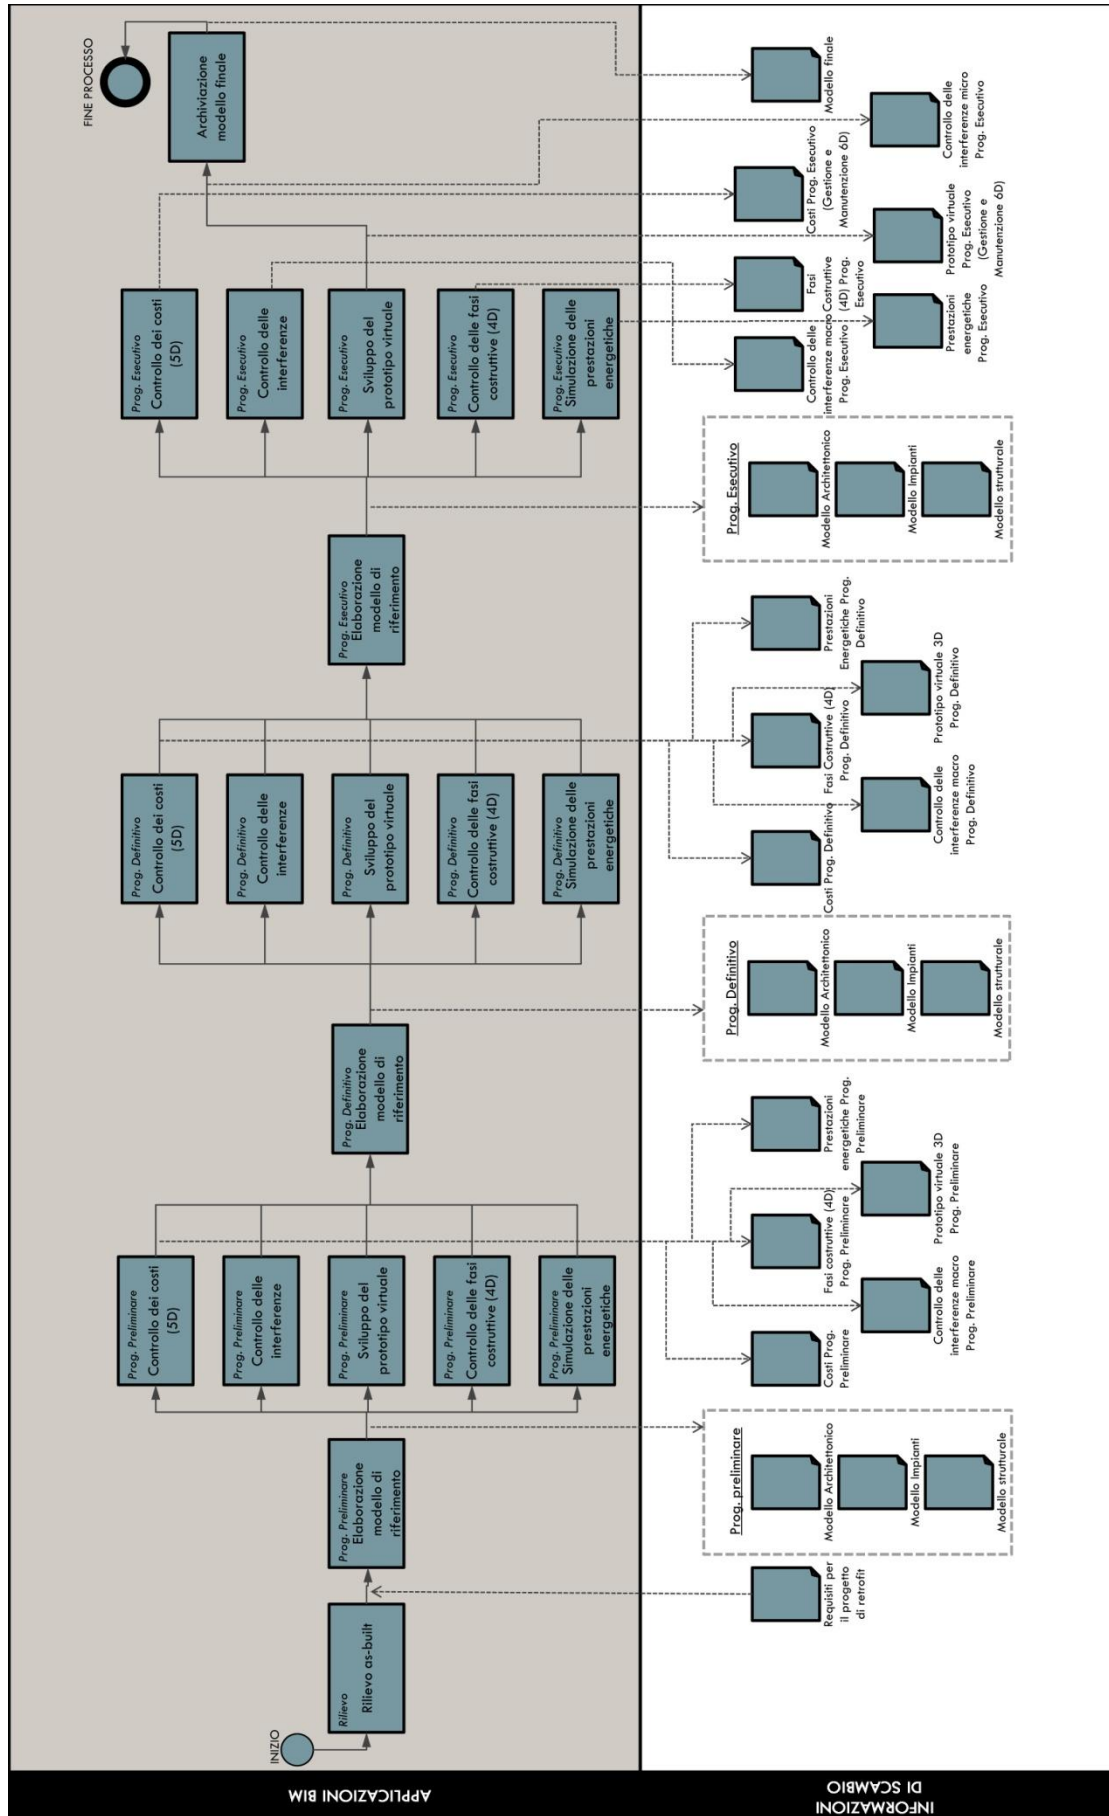 APPLICAZIONI BIM
INIZIO
Rilievo
Rilievo as-built
Prog. Preliminare
Elaborazione
modello di
riferimento
Prog. Preliminare
Controllo dei costi
(5D)
Prog. Preliminare
Controllo delle
interferenze
Prog. Preliminare
Sviluppo del
prototipo virtuale
Prog. Preliminare
Controllo delle fasi
costruttive (4D)
Prog. Preliminare
Simulazione delle
prestazioni
energetiche
Prog. Definitivo
Elaborazione
modello di
riferimento
Prog. Definitivo
Controllo dei costi
(5D)
Prog. Definitivo
Controllo delle
interferenze
Prog. Definitivo
Sviluppo del
prototipo virtuale
Prog. Definitivo
Controllo delle fasi
costruttive (4D)
Prog. Definitivo
Simulazione delle
prestazioni
energetiche
Prog. Esecutivo
Elaborazione
modello di
riferimento
Prog. Esecutivo
Controllo dei costi
(5D)
Prog. Esecutivo
Controllo delle
interferenze
Prog. Esecutivo
Sviluppo del
prototipo virtuale
Prog. Esecutivo
Controllo delle fasi
costruttive (4D)
Prog. Esecutivo
Simulazione delle
prestazioni
energetiche
Archiviazione
modello finale
FINE PROCESSO
INFORMAZIONI
DI SCAMBIO
Requisiti per
il progetto
di retrofit
Prog. preliminare
Modello Architettonico
Modello Impianti
Modello strutturale
Costi Prog.
Preliminare
Controllo delle
interferenze macro
Prog. Preliminare
Fasi costruttive (4D)
Prog. Preliminare
Prototipo virtuale 3D
Prog. Preliminare
Prestazioni
energetiche Prog.
Preliminare
Prog. Definitivo
Modello Architettonico
Modello Impianti
Modello strutturale
Costi Prog. Definitivo
Controllo delle
interferenze macro
Prog. Definitivo
Fasi Costruttive (4D)
Prog. Definitivo
Prototipo virtuale 3D
Prog. Definitivo
Prestazioni
Energetiche Prog.
Definitivo
Prog. Esecutivo
Modello Architettonico
Modello Impianti
Modello strutturale
Controllo delle
interferenze macro
Prog. Esecutivo
Prestazioni
energetiche
Prog. Esecutivo
Fasi
Costruttive
(4D) Prog.
Esecutivo
Prototipo virtuale
Prog. Esecutivo
(Gestione e
Manutenzione 6D)
Costi Prog. Esecutivo
(Gestione e
Manutenzione 6D)
Controllo delle
interferenze micro
Prog. Esecutivo
Modello finale